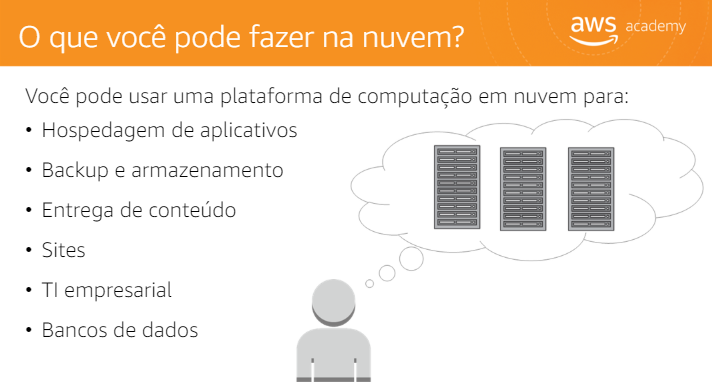 O que você pode fazer na nuvem?
aws academy
Você pode usar uma plataforma de computação em nuvem para:
• Hospedagem de aplicativos
• Backup e armazenamento
• Entrega de conteúdo
• Sites
• TI empresarial
• Bancos de dados